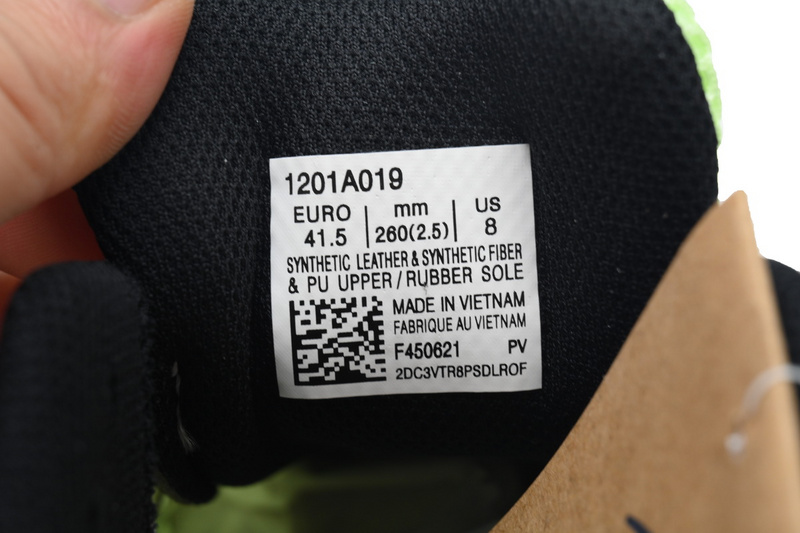 1201A019
EURO | mm | US
41.5 | 260(2.5) | 8
SYNTHETIC LEATHER & SYNTHETIC FIBER
& PU UPPER / RUBBER SOLE
MADE IN VIETNAM
FABRIQUE AU VIETNAM
F450621 PV
2DC3VTR8PSDLROF